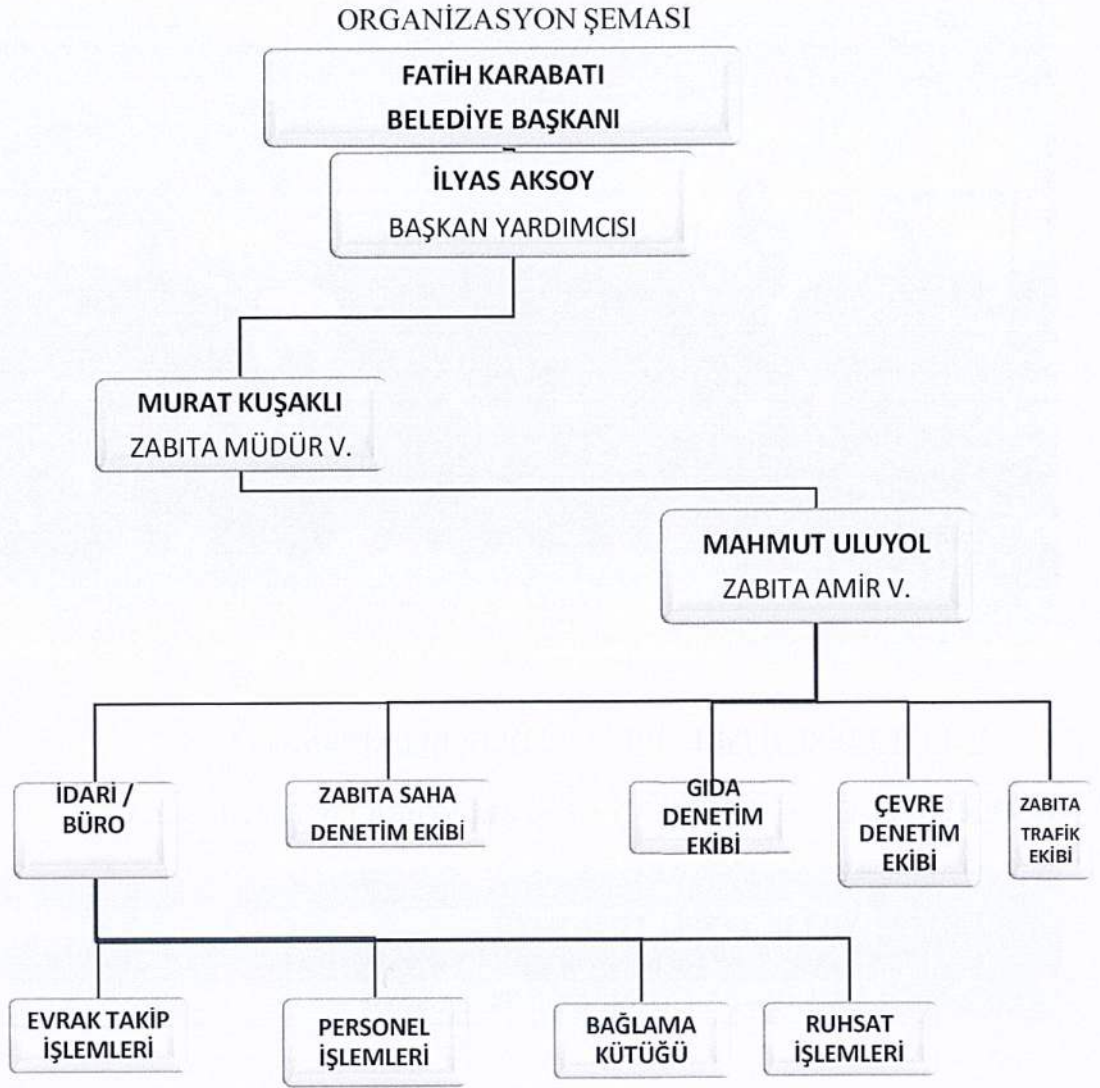 ORGANİZASYON ŞEMASI
FATİH KARABATI
BELEDİYE BAŞKANI
İLYAS AKSOY
BAŞKAN YARDIMCISI
MURAT KUŞAKLI
ZABITA MÜDÜR V.
MAHMUT ULUYOL
ZABITA AMİR V.
İDARİ /
BÜRO
ZABITA SAHA
DENETİM EKİBİ
GIDA
DENETİM
EKİBİ
ÇEVRE
DENETİM
EKİBİ
ZABITA
TRAFİK
EKİBİ
EVRAK TAKİP
İŞLEMLERİ
PERSONEL
İŞLEMLERİ
BAĞLAMA
KÜTÜĞÜ
RUHSAT
İŞLEMLERİ